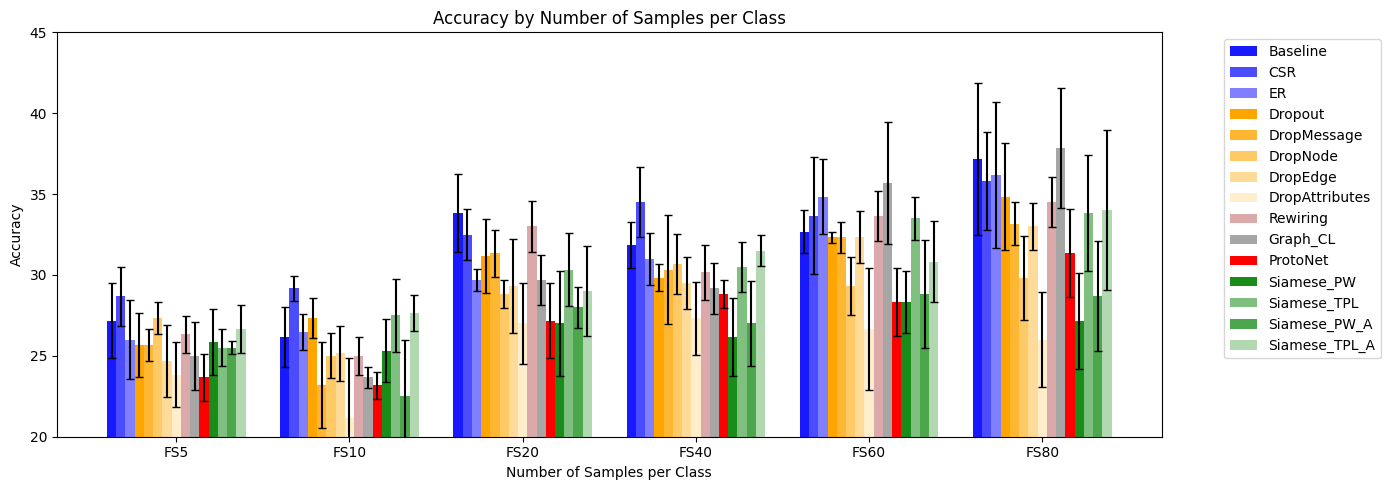 Accuracy by Number of Samples per Class
Accuracy
45
40
35
30
25
20
FS5 FS10 FS20 FS40 FS60 FS80
Number of Samples per Class
Baseline
CSR
ER
Dropout
DropMessage
DropNode
DropEdge
DropAttributes
Rewiring
Graph_CL
ProtoNet
Siamese_PW
Siamese_TPL
Siamese_PW_A
Siamese_TPL_A